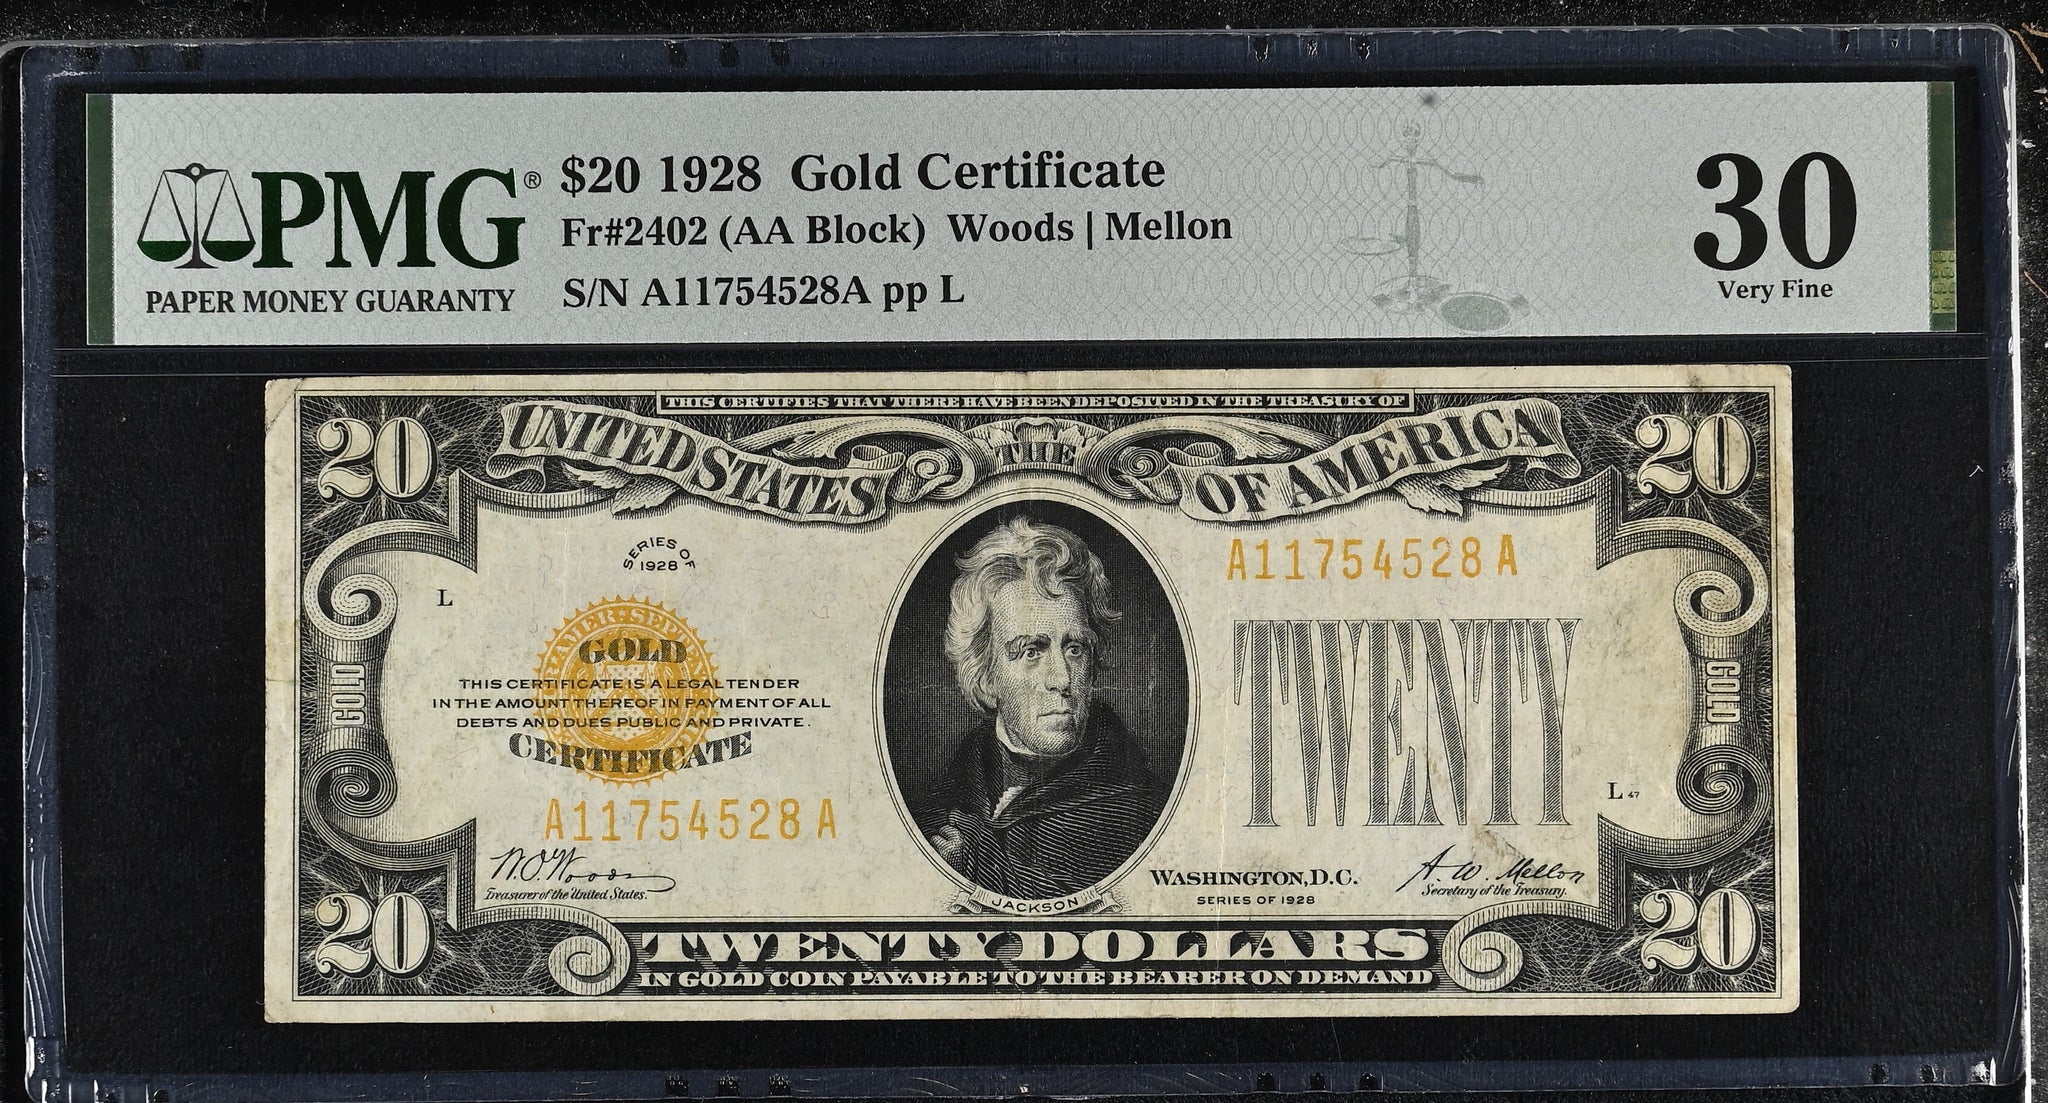 PMG®
PAPER MONEY GUARANTY
$20 1928 Gold Certificate
Fr#2402 (AA Block) Woods | Mellon
S/N A11754528A pp L
30
Very Fine
THIS CERTIFIES THAT THERE HAVE BEEN DEPOSITED IN THE TREASURY OF
20
UNITED STATES
THE
OF AMERICA
20
SERIES OF
1928
A11754528A
L
GOLD
THIS CERTIFICATE IS A LEGAL TENDER
IN THE AMOUNT THEREOF IN PAYMENT OF ALL
DEBTS AND DUES PUBLIC AND PRIVATE.
CERTIFICATE
GOLD
TWENTY
GOLD
L 47
A11754528A
W.O. Woods
Treasurer of the United States.
WASHINGTON, D.C.
SERIES OF 1928
A. W. Mellon
Secretary of the Treasury.
JACKSON
20
TWENTY DOLLARS
20
IN GOLD COIN PAYABLE TO THE BEARER ON DEMAND